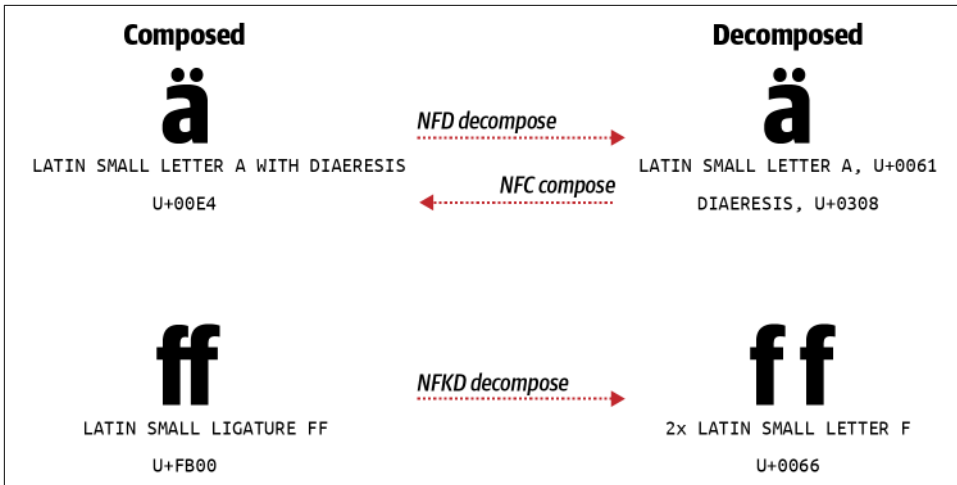 Composed Decomposed
ä NFD decompose ä
LATIN SMALL LETTER A WITH DIAERESIS LATIN SMALL LETTER A, U+0061
NFC compose
U+00E4 DIAERESIS, U+0308
ff NFKD decompose f f
LATIN SMALL LIGATURE FF 2x LATIN SMALL LETTER F
U+FB00 U+0066